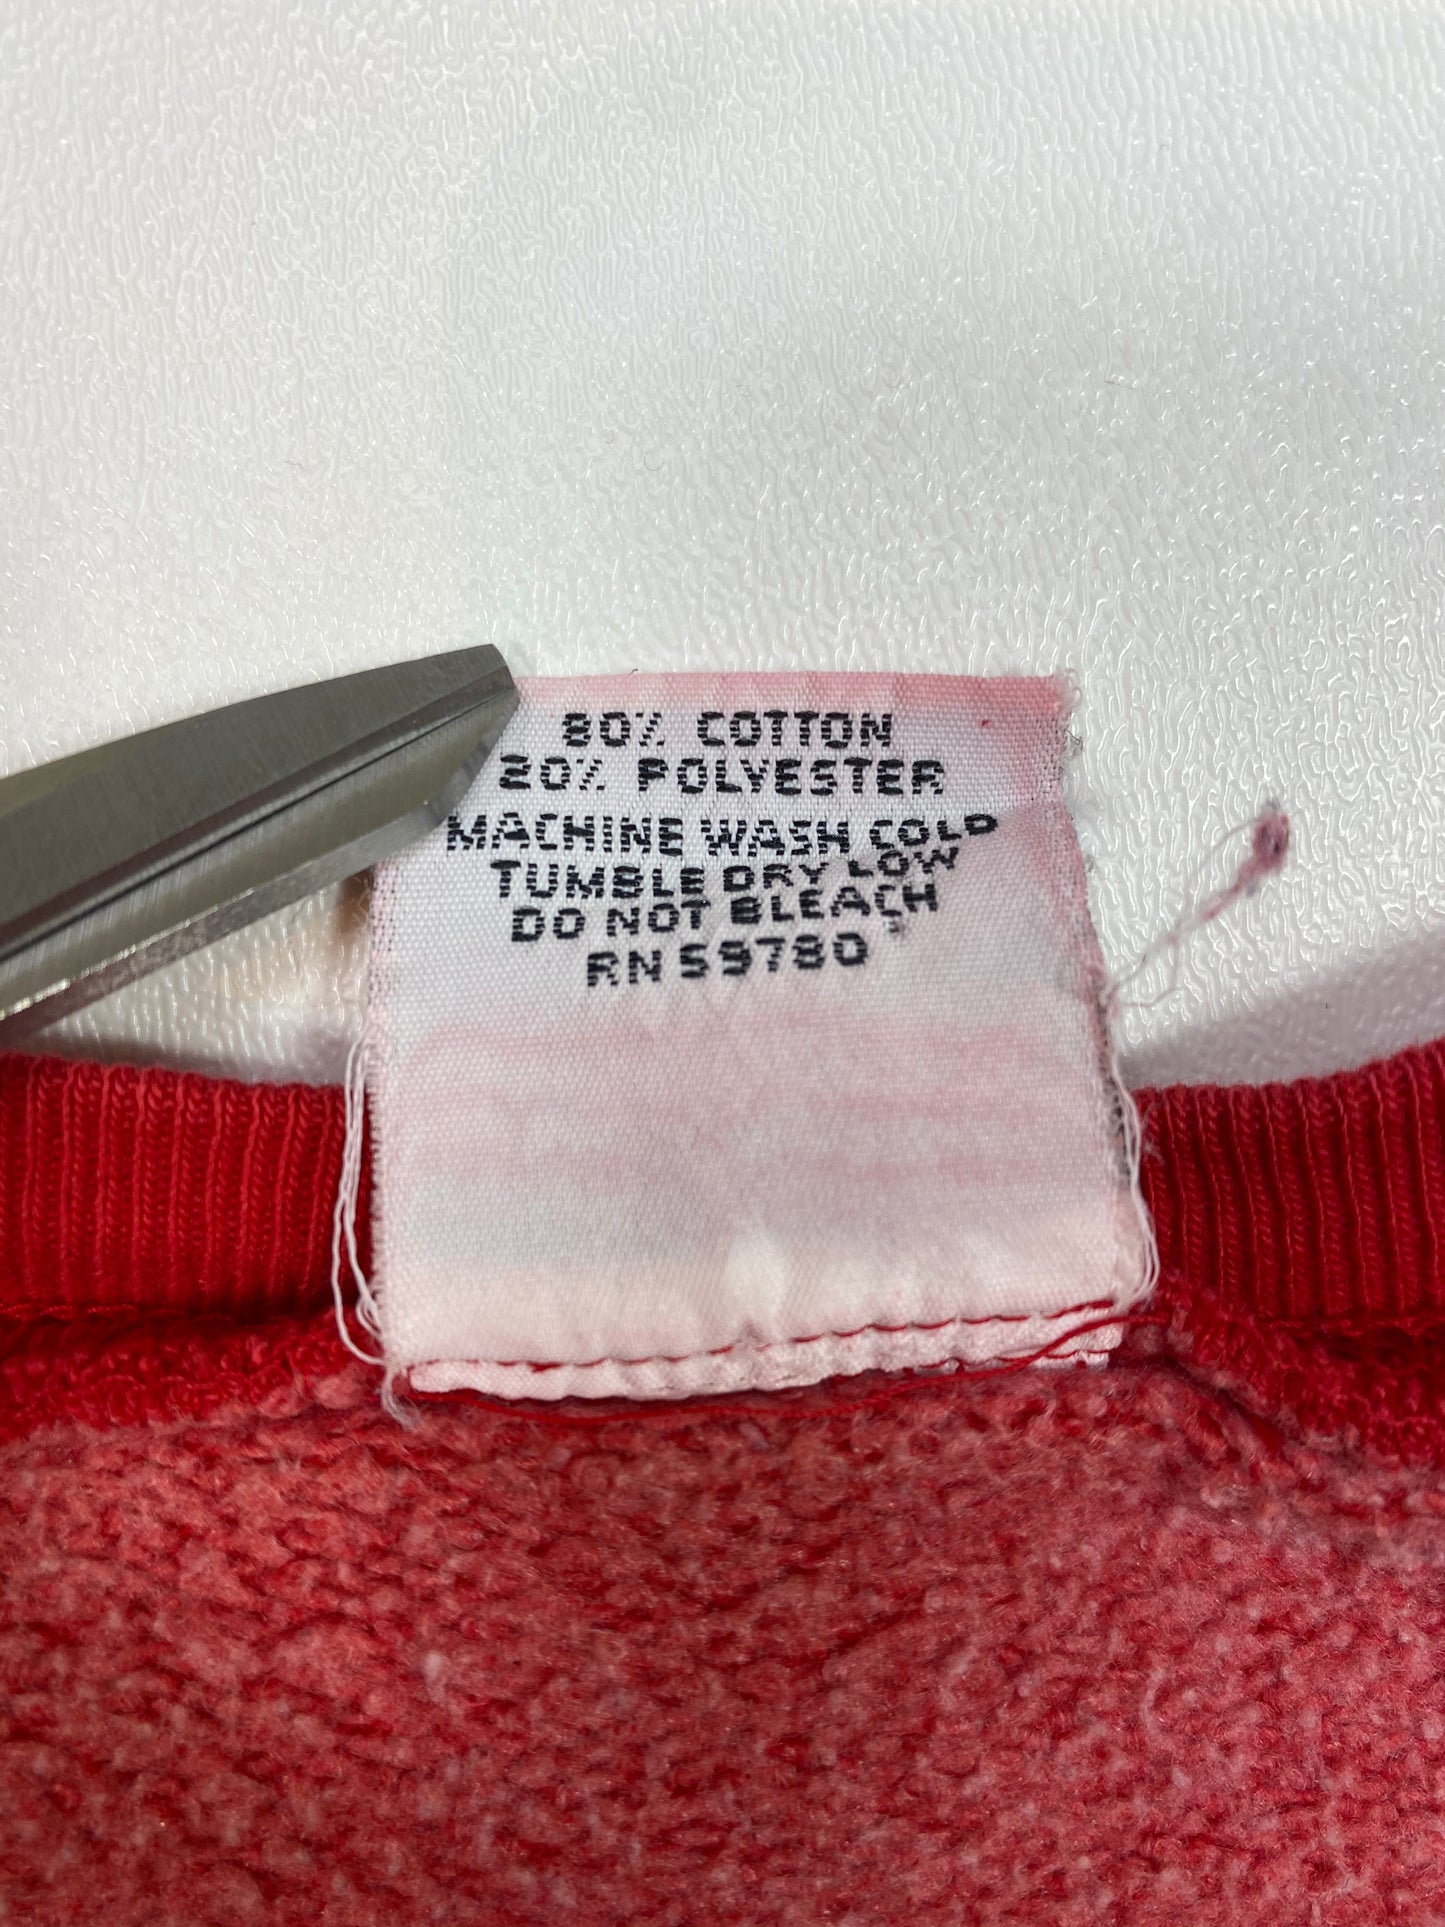 80% COTTON
20% POLYESTER
MACHINE WASH COLD
TUMBLE DRY LOW
DO NOT BLEACH
RN 59780